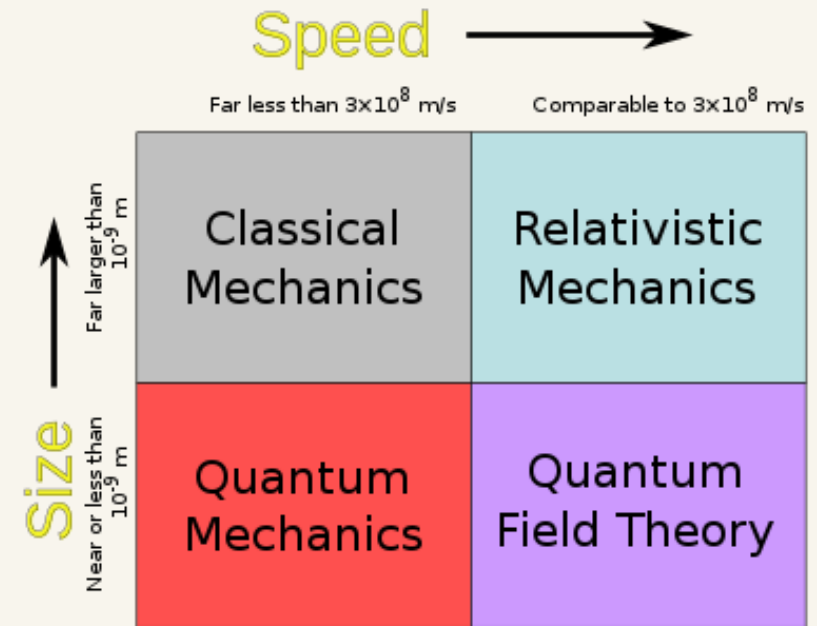 Speed
Far less than 3×10⁸ m/s
Comparable to 3×10⁸ m/s
Size
Far larger than
10⁻⁹ m
Classical
Mechanics
Relativistic
Mechanics
Near or less than
10⁻⁹ m
Quantum
Mechanics
Quantum
Field Theory